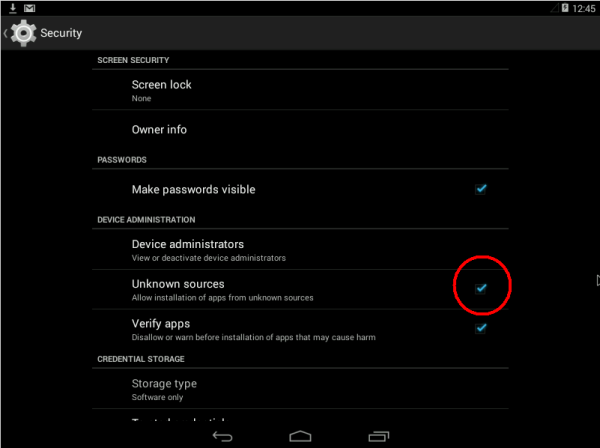 12:45
Security
SCREEN SECURITY
Screen lock
None
Owner info
PASSWORDS
Make passwords visible
DEVICE ADMINISTRATION
Device administrators
View or deactivate device administrators
Unknown sources
Allow installation of apps from unknown sources
Verify apps
Disallow or warn before installation of apps that may cause harm
CREDENTIAL STORAGE
Storage type
Software only